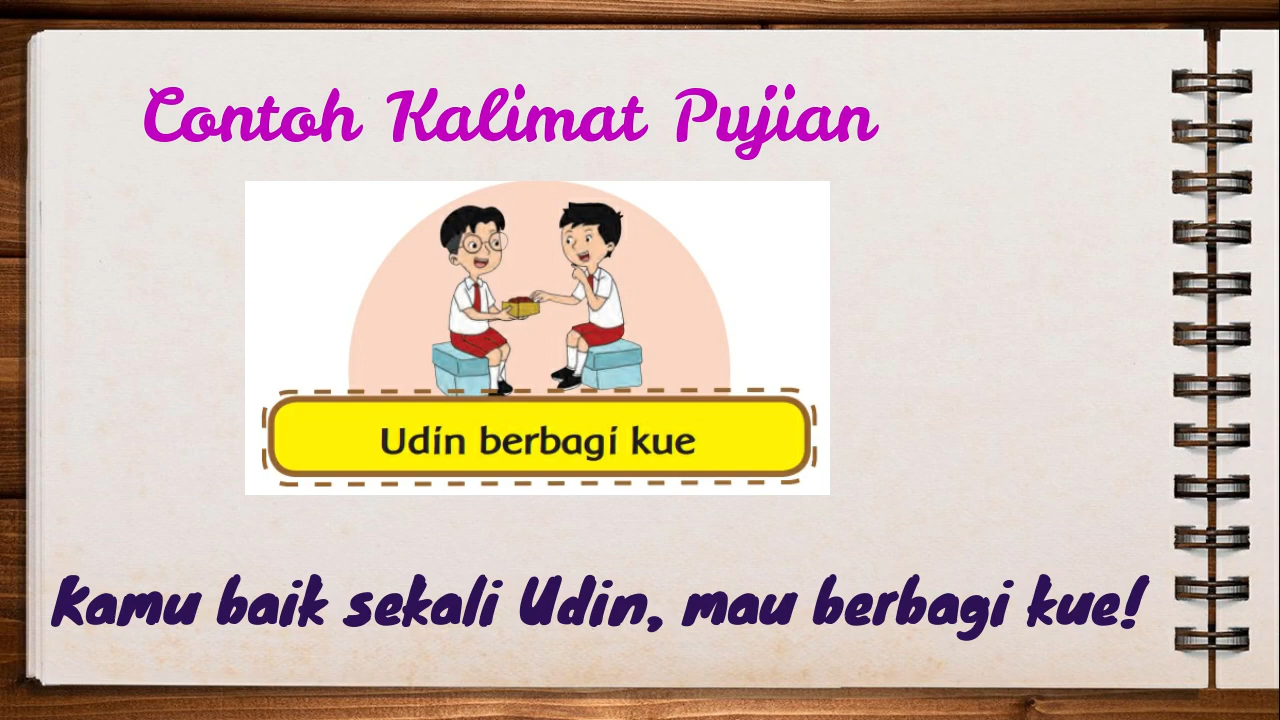 Contoh Kalimat Pujian
Udin berbagi kue
Kamu baik sekali Udin, mau berbagi kue!